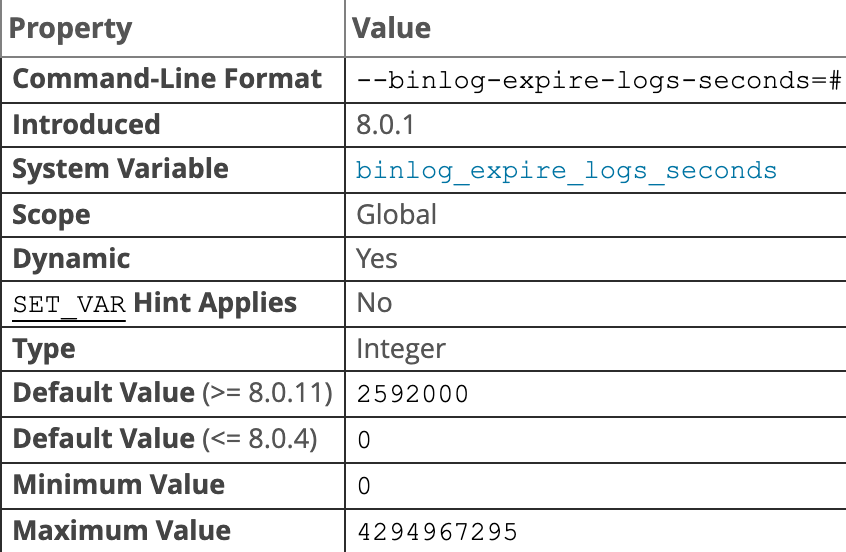 Property Value
Command-Line Format --binlog-expire-logs-seconds=#
Introduced 8.0.1
System Variable binlog_expire_logs_seconds
Scope Global
Dynamic Yes
SET_VAR Hint Applies No
Type Integer
Default Value (>= 8.0.11) 2592000
Default Value (<= 8.0.4) 0
Minimum Value 0
Maximum Value 4294967295